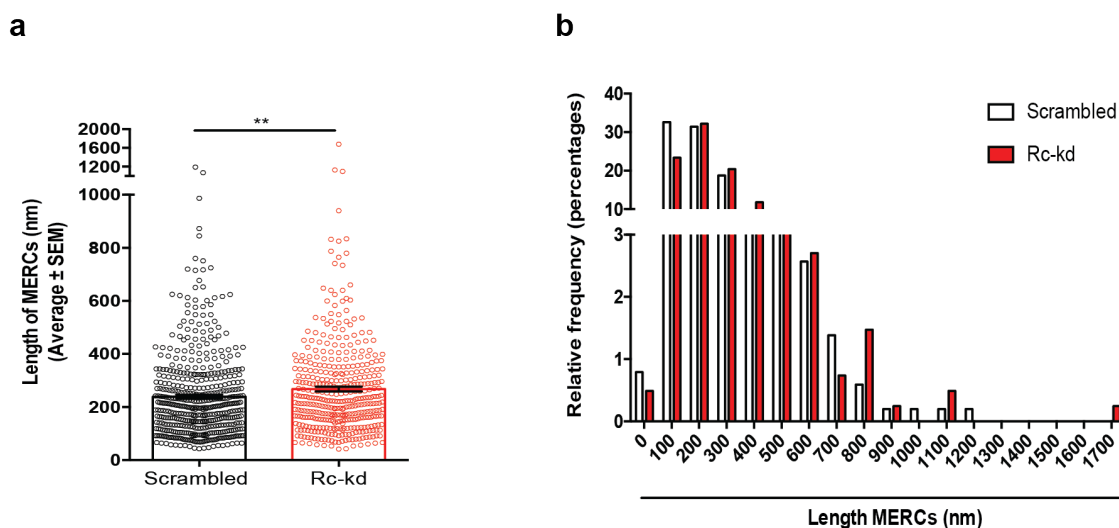 a
**
Length of MERCs (nm)
(Average ± SEM)
2000
1600
1200
1000
800
600
400
200
0
Scrambled
Rc-kd
b
Relative frequency (percentages)
40
30
20
10
3
2
1
0
Scrambled
Rc-kd
0 100 200 300 400 500 600 700 800 900 1000 1100 1200 1300 1400 1500 1600 1700
Length MERCs (nm)